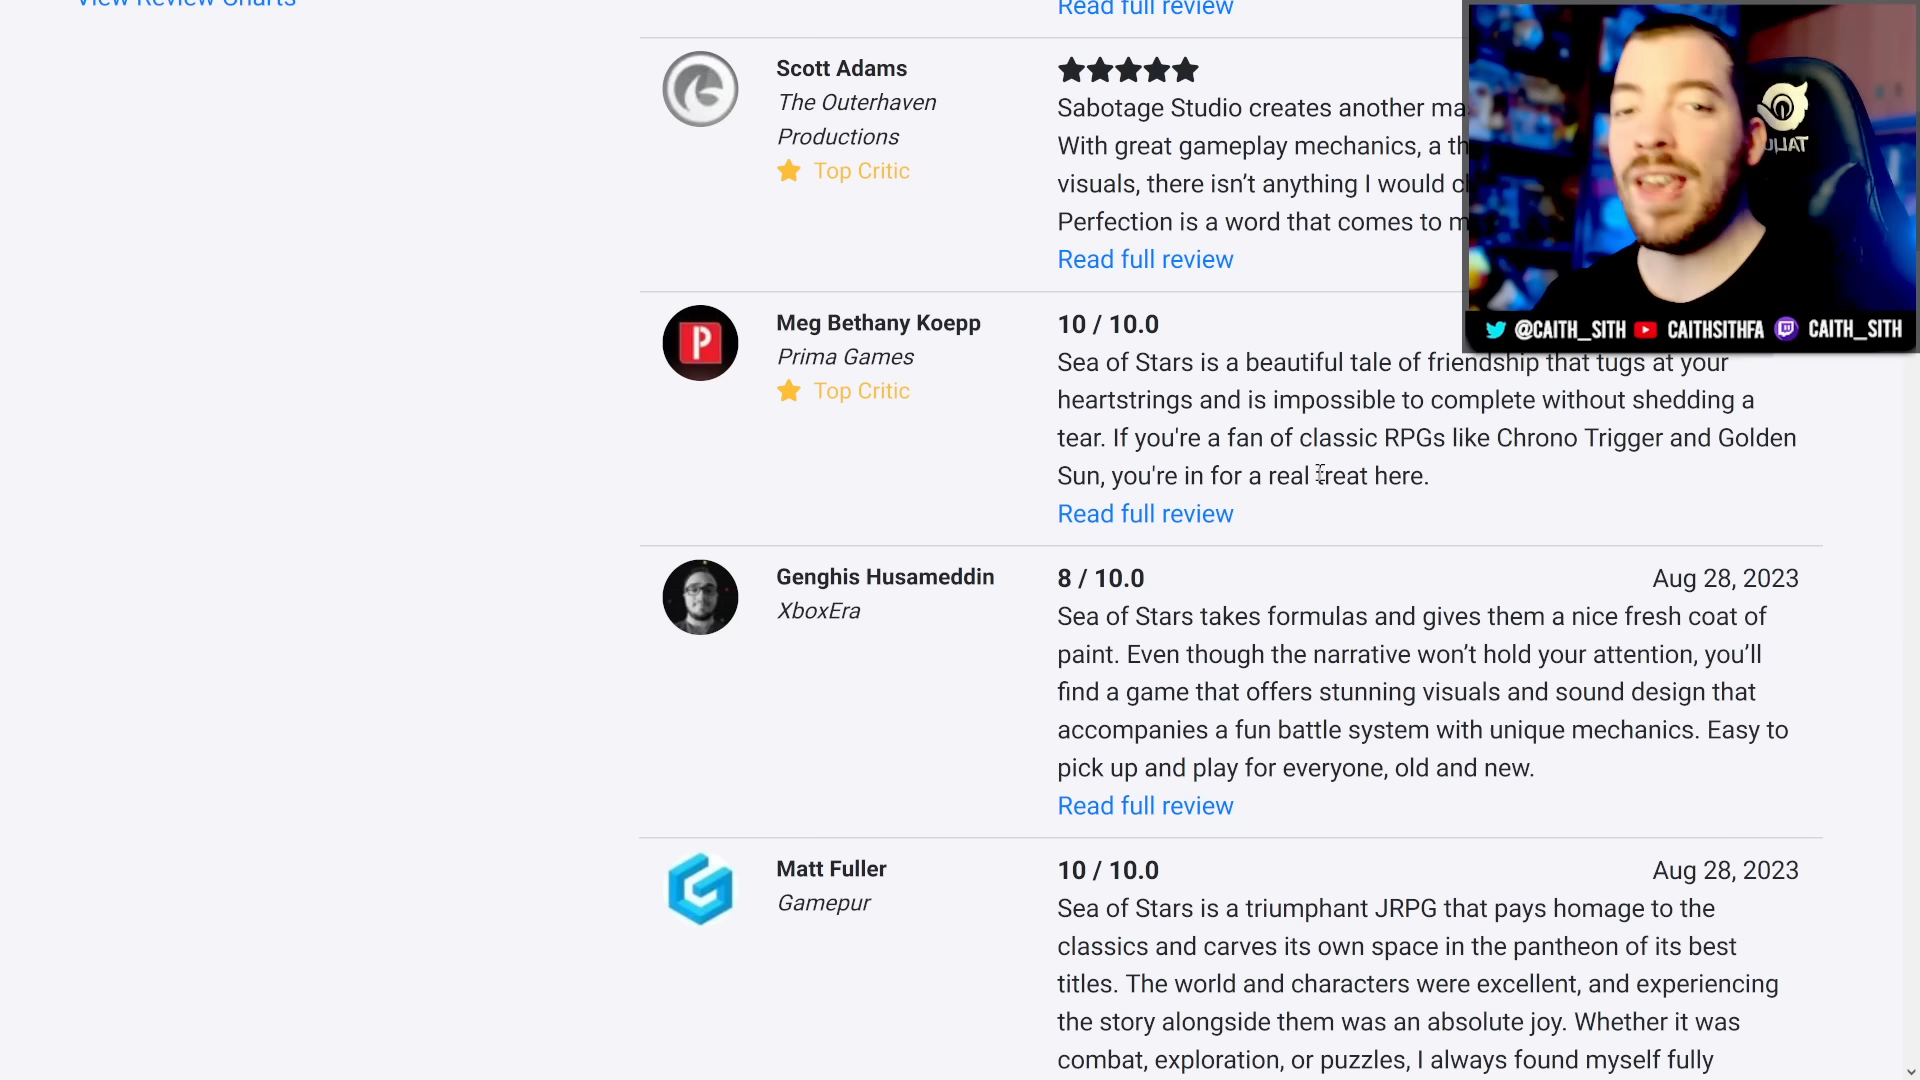 View Review Charts
Read full review
Scott Adams
The Outerhaven
Productions
Top Critic
Sabotage Studio creates another ma
With great gameplay mechanics, a th
visuals, there isn’t anything I would c
Perfection is a word that comes to m
Read full review
@CAITH_SITH CAITHSITHFA CAITH_SITH
Meg Bethany Koepp
Prima Games
Top Critic
10 / 10.0
Sea of Stars is a beautiful tale of friendship that tugs at your
heartstrings and is impossible to complete without shedding a
tear. If you're a fan of classic RPGs like Chrono Trigger and Golden
Sun, you're in for a real treat here.
Read full review
Genghis Husameddin
XboxEra
8 / 10.0 Aug 28, 2023
Sea of Stars takes formulas and gives them a nice fresh coat of
paint. Even though the narrative won’t hold your attention, you’ll
find a game that offers stunning visuals and sound design that
accompanies a fun battle system with unique mechanics. Easy to
pick up and play for everyone, old and new.
Read full review
Matt Fuller
Gamepur
10 / 10.0 Aug 28, 2023
Sea of Stars is a triumphant JRPG that pays homage to the
classics and carves its own space in the pantheon of its best
titles. The world and characters were excellent, and experiencing
the story alongside them was an absolute joy. Whether it was
combat, exploration, or puzzles, I always found myself fully